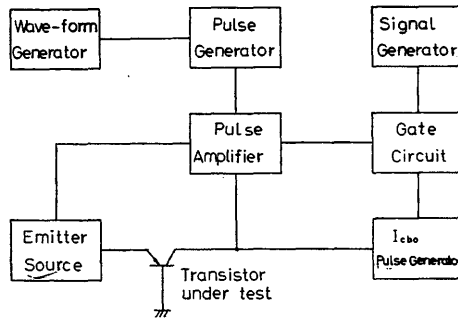 Wave-form
Generator
Pulse
Generator
Signal
Generator
Pulse
Amplifier
Gate
Circuit
Emitter
Source
Transistor
under test
Icbo
Pulse Generator